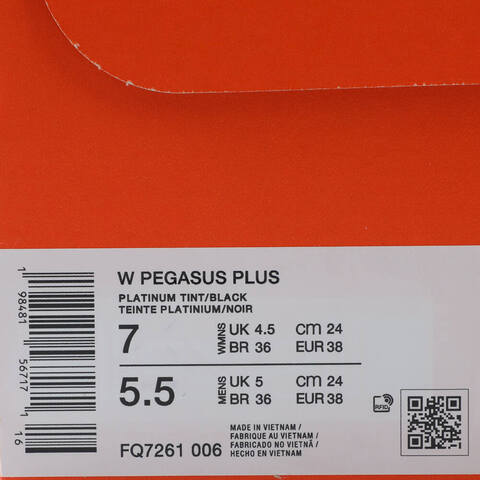 W PEGASUS PLUS
PLATINUM TINT/BLACK
TEINTE PLATINIUM/NOIR
7 WMNS UK 4.5 CM 24
BR 36 EUR 38
5.5 MENS UK 5 CM 24
BR 36 EUR 38
RFID
FQ7261 006
MADE IN VIETNAM /
FABRIQUE AU VIETNAM /
FABRICADO NO VIETNÃ /
HECHO EN VIETNAM
1 98481 56717 1 16